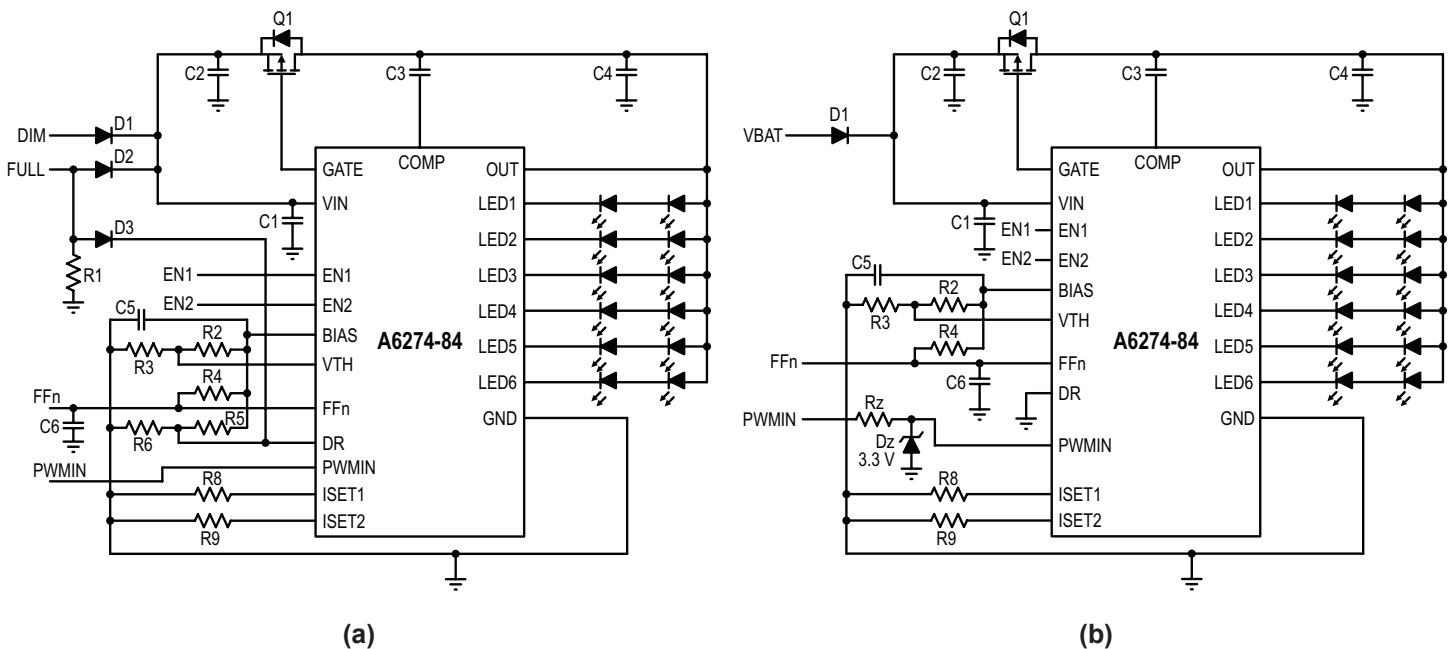 Q1
C2
C3
C4
DIM
D1
D2
FULL
COMP
GATE
OUT
VIN
LED1
C1
D3
LED2
R1
EN1
EN1
LED3
EN2
EN2
LED4
C5
R2
BIAS
A6274-84
LED5
R3
VTH
R4
LED6
FFn
FFn
C6
R5
GND
R6
DR
PWMIN
PWMIN
R8
ISET1
ISET2
R9
(a)
Q1
C2
C3
C4
VBAT
D1
COMP
GATE
OUT
VIN
LED1
C1
EN1
EN1
LED2
EN2
EN2
C5
LED3
R2
BIAS
LED4
R3
VTH
R4
A6274-84
LED5
FFn
FFn
C6
LED6
DR
PWMIN
Rz
GND
Dz
3.3 V
PWMIN
R8
ISET1
ISET2
R9
(b)